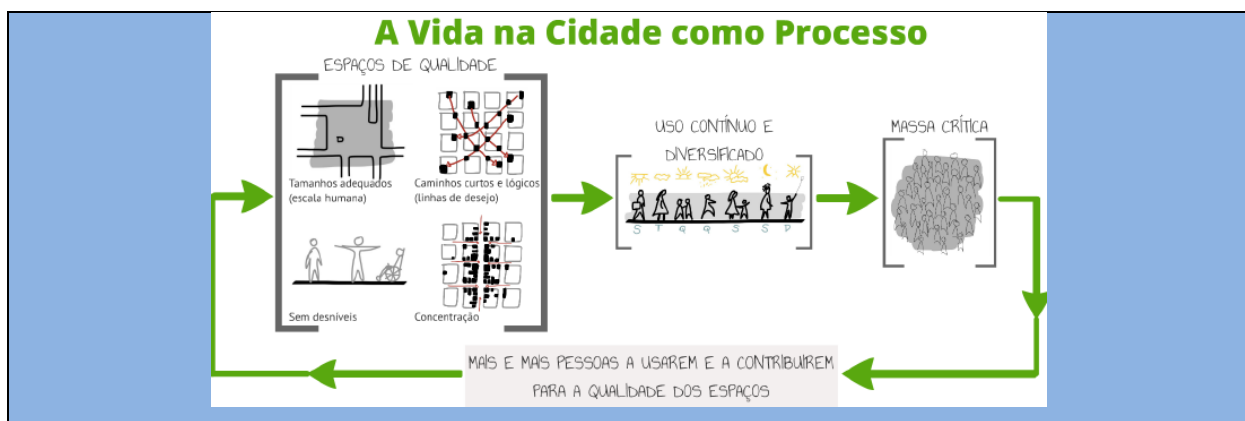 A Vida na Cidade como Processo
ESPAÇOS DE QUALIDADE
Tamanhos adequados
(escala humana)
Caminhos curtos e lógicos
(linhas de desejo)
Sem desníveis
Concentração
USO CONTÍNUO E
DIVERSIFICADO
S T Q Q S S D
MASSA CRÍTICA
MAIS E MAIS PESSOAS A USAREM E A CONTRIBUÍREM
PARA A QUALIDADE DOS ESPAÇOS